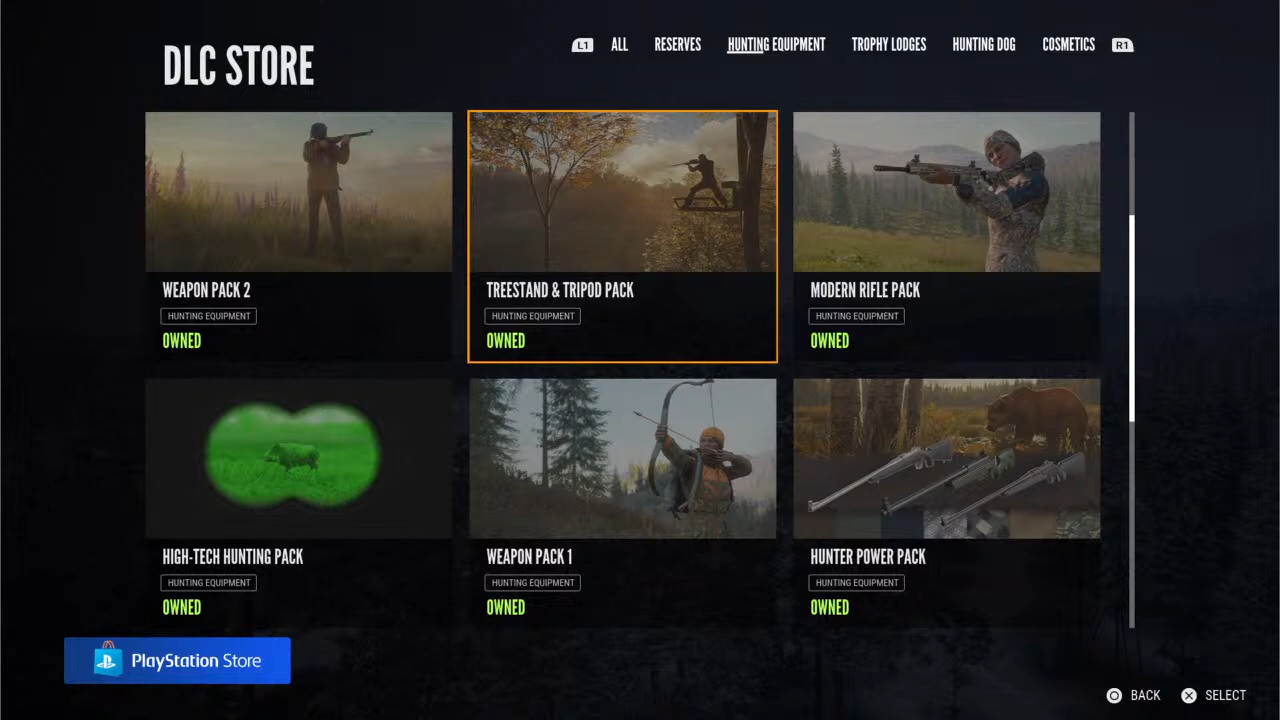 DLC STORE
L1 ALL RESERVES HUNTING EQUIPMENT TROPHY LODGES HUNTING DOG COSMETICS R1
WEAPON PACK 2
HUNTING EQUIPMENT
OWNED
TREESTAND & TRIPOD PACK
HUNTING EQUIPMENT
OWNED
MODERN RIFLE PACK
HUNTING EQUIPMENT
OWNED
HIGH-TECH HUNTING PACK
HUNTING EQUIPMENT
OWNED
WEAPON PACK 1
HUNTING EQUIPMENT
OWNED
HUNTER POWER PACK
HUNTING EQUIPMENT
OWNED
PlayStation Store
BACK SELECT